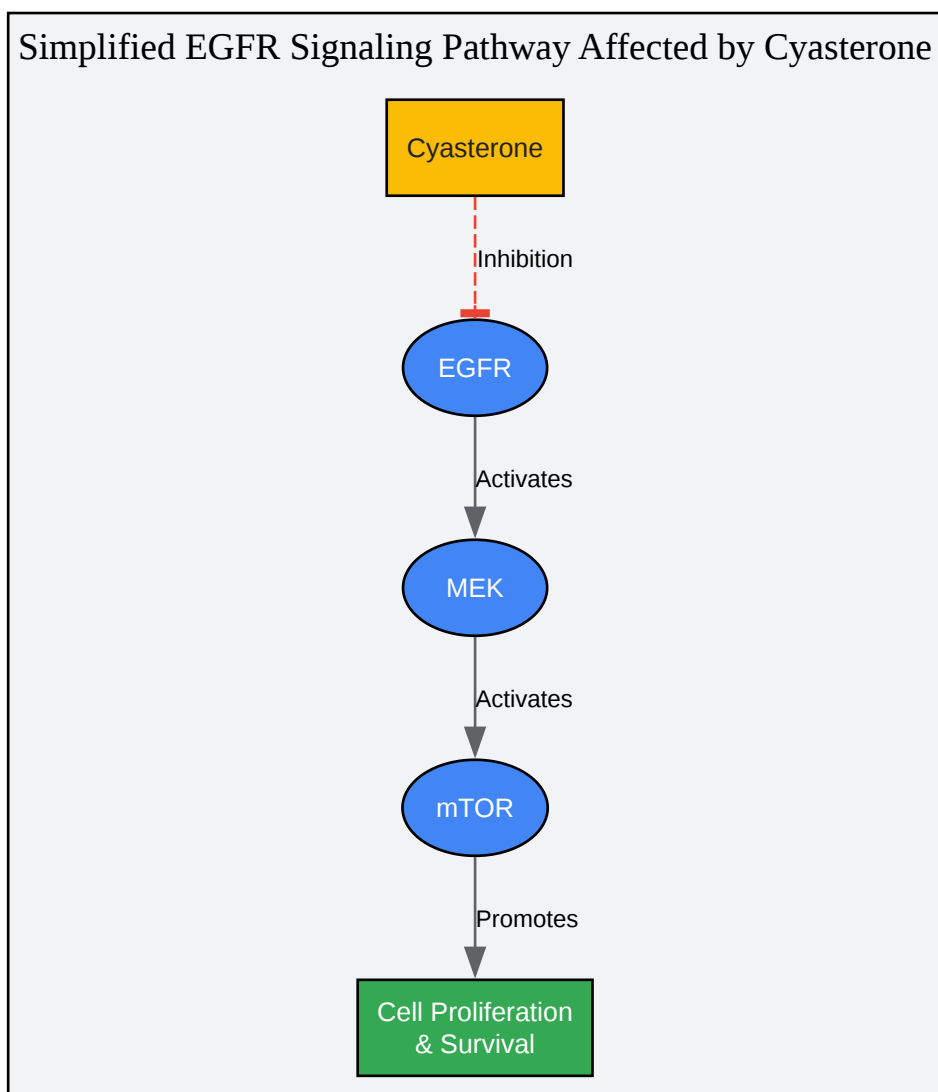 Simplified EGFR Signaling Pathway Affected by Cyasterone
Cyasterone
Inhibition
EGFR
Activates
MEK
Activates
mTOR
Promotes
Cell Proliferation
& Survival